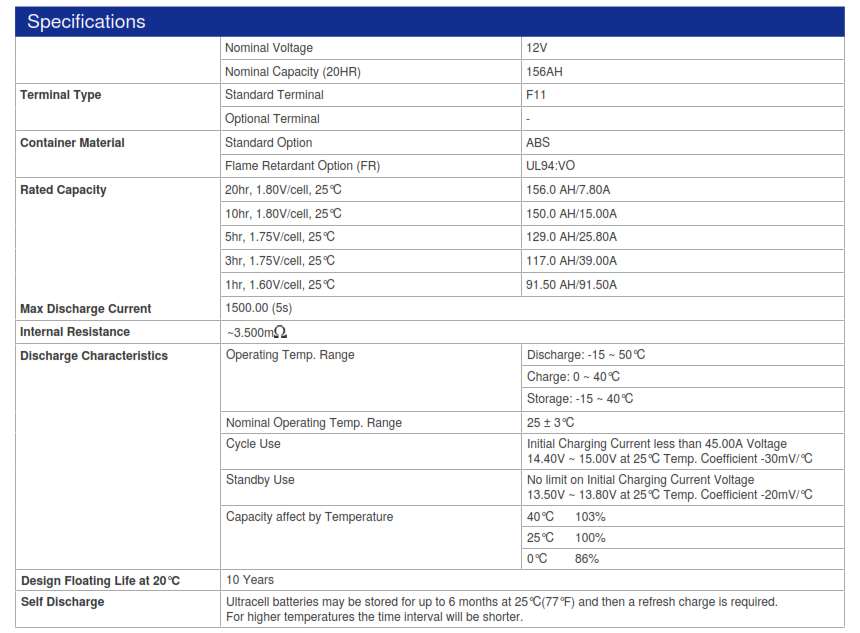 Specifications
Nominal Voltage 12V
Nominal Capacity (20HR) 156AH
Terminal Type Standard Terminal F11
Optional Terminal -
Container Material Standard Option ABS
Flame Retardant Option (FR) UL94:VO
Rated Capacity 20hr, 1.80V/cell, 25℃ 156.0 AH/7.80A
10hr, 1.80V/cell, 25℃ 150.0 AH/15.00A
5hr, 1.75V/cell, 25℃ 129.0 AH/25.80A
3hr, 1.75V/cell, 25℃ 117.0 AH/39.00A
1hr, 1.60V/cell, 25℃ 91.50 AH/91.50A
Max Discharge Current 1500.00 (5s)
Internal Resistance ~3.500mΩ
Discharge Characteristics Operating Temp. Range Discharge: -15 ~ 50℃
Charge: 0 ~ 40℃
Storage: -15 ~ 40℃
Nominal Operating Temp. Range 25 ± 3℃
Cycle Use Initial Charging Current less than 45.00A Voltage
14.40V ~ 15.00V at 25℃ Temp. Coefficient -30mV/℃
Standby Use No limit on Initial Charging Current Voltage
13.50V ~ 13.80V at 25℃ Temp. Coefficient -20mV/℃
Capacity affect by Temperature 40℃ 103%
25℃ 100%
0℃ 86%
Design Floating Life at 20℃ 10 Years
Self Discharge Ultracell batteries may be stored for up to 6 months at 25℃(77℉) and then a refresh charge is required.
For higher temperatures the time interval will be shorter.